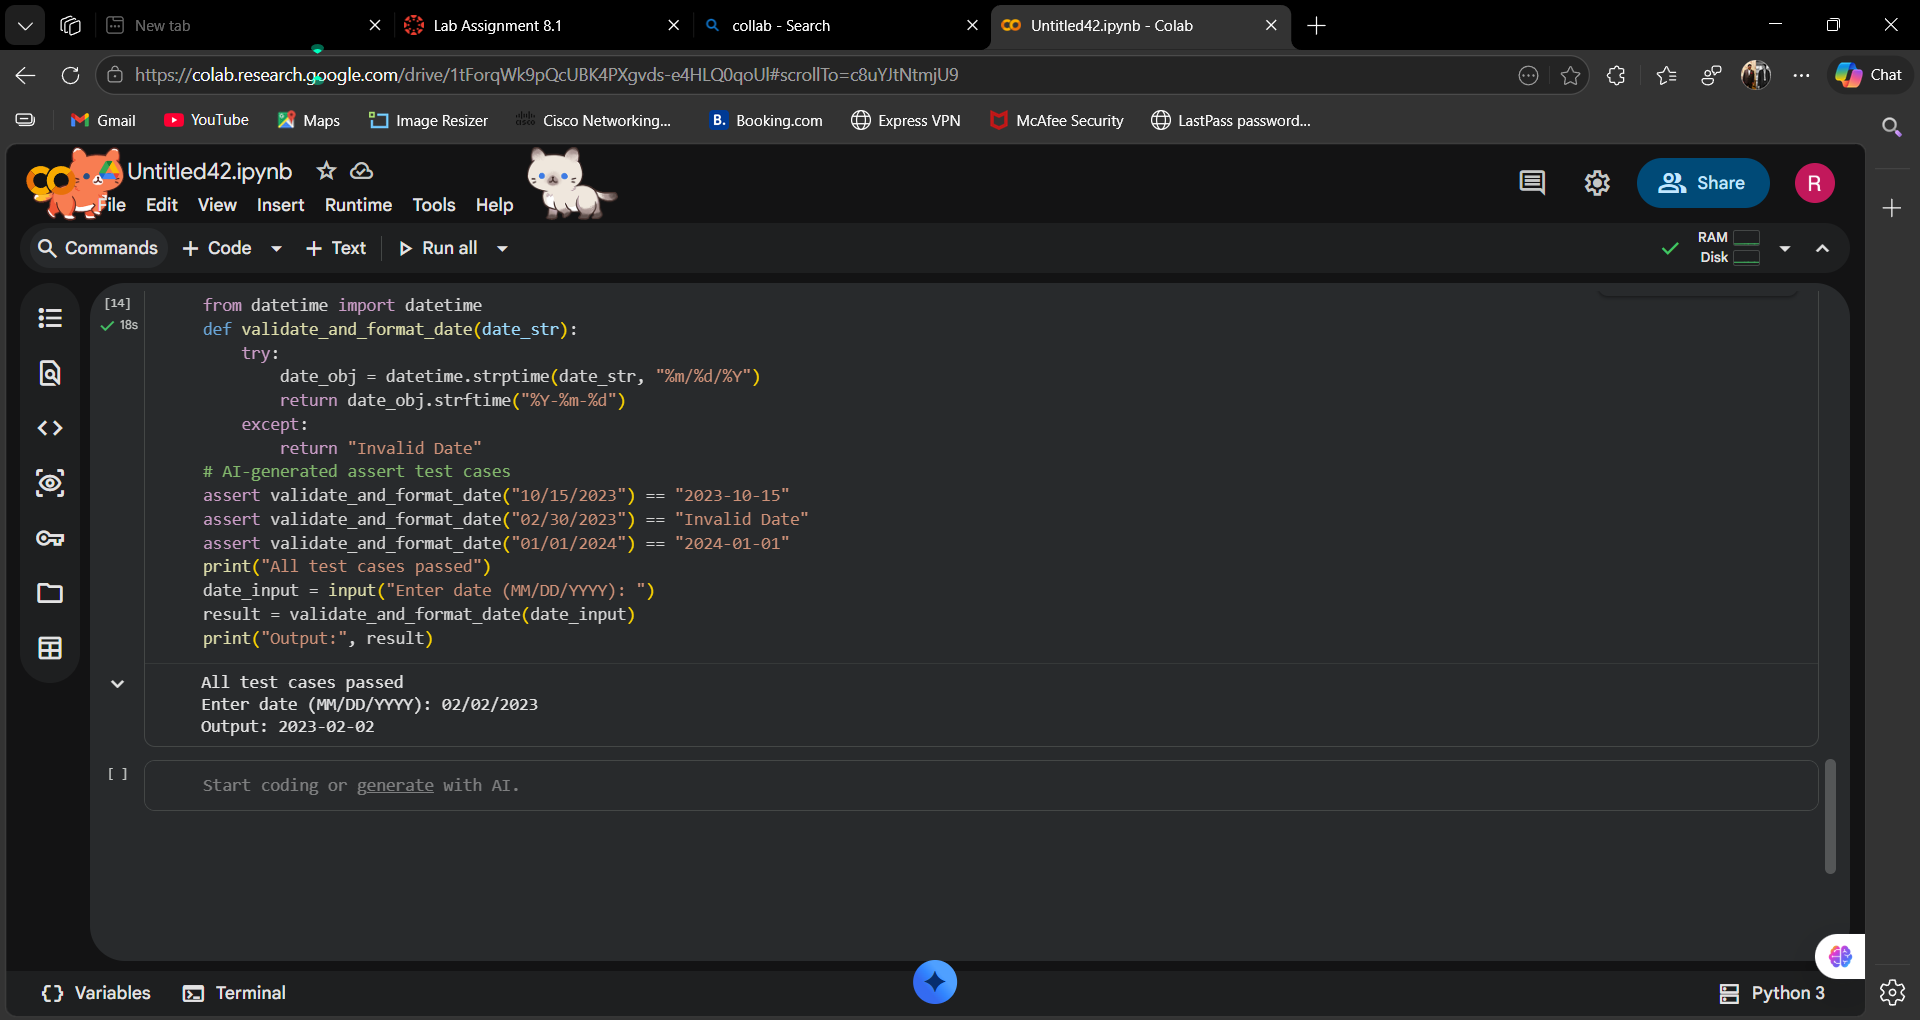 New tab
Lab Assignment 8.1
collab - Search
Untitled42.ipynb - Colab
https://colab.research.google.com/drive/1tForqWk9pQcUBK4PXgvds-e4HLQ0qoUl#scrollTo=c8uYJtNtmjU9
Chat
Gmail
YouTube
Maps
Image Resizer
Cisco Networking...
B. Booking.com
Express VPN
McAfee Security
LastPass password...
Untitled42.ipynb
File Edit View Insert Runtime Tools Help
Share
R
Commands + Code + Text Run all
RAM
Disk
[14]
18s
from datetime import datetime
def validate_and_format_date(date_str):
    try:
        date_obj = datetime.strptime(date_str, "%m/%d/%Y")
        return date_obj.strftime("%Y-%m-%d")
    except:
        return "Invalid Date"
# AI-generated assert test cases
assert validate_and_format_date("10/15/2023") == "2023-10-15"
assert validate_and_format_date("02/30/2023") == "Invalid Date"
assert validate_and_format_date("01/01/2024") == "2024-01-01"
print("All test cases passed")
date_input = input("Enter date (MM/DD/YYYY): ")
result = validate_and_format_date(date_input)
print("Output:", result)
All test cases passed
Enter date (MM/DD/YYYY): 02/02/2023
Output: 2023-02-02
[ ]
Start coding or generate with AI.
Variables
Terminal
Python 3